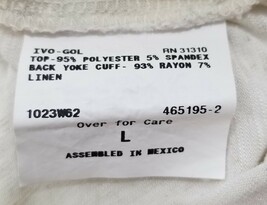 IVO-GOL RN 31310
TOP-95% POLYESTER 5% SPANDEX
BACK YOKE CUFF- 93% RAYON 7%
LINEN
1023W62 465195-2
Over for Care
L
ASSEMBLED IN MEXICO